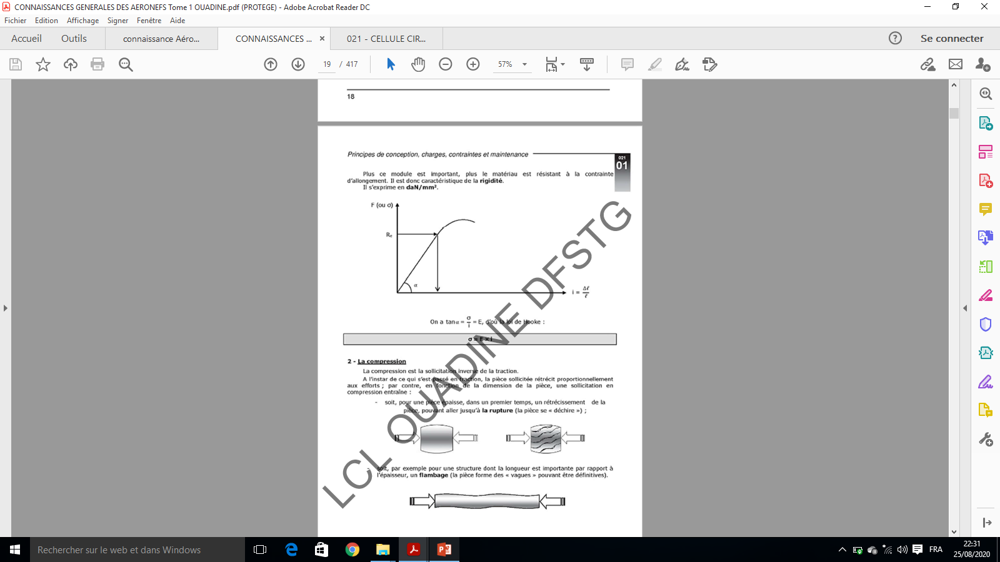 CONNAISSANCES GENERALES DES AERONEFS Tome 1 OUADINE.pdf (PROTEGE) - Adobe Acrobat Reader DC
Fichier Edition Affichage Signer Fenêtre Aide
Accueil Outils connaissance Aéro... CONNAISSANCES ... × 021 - CELLULE CIR... ? Se connecter
19 / 417 57%
18
Principes de conception, charges, contraintes et maintenance
021
01
Plus ce module est important, plus le matériau est résistant à la contrainte
d'allongement. Il est donc caractéristique de la rigidité.
Il s'exprime en daN/mm².
F (ou σ)
Re
α
i = Δℓ/ℓ
On a tan α = σ/i = E, d'où la loi de Hooke :
σ = E × i
2 - La compression
La compression est la sollicitation inverse de la traction.
A l'instar de ce qui s'est passé en traction, la pièce sollicitée rétrécit proportionnellement
aux efforts ; par contre, en fonction de la dimension de la pièce, une sollicitation en
compression entraîne :
- soit, pour une pièce épaisse, dans un premier temps, un rétrécissement de la
pièce, pouvant aller jusqu'à la rupture (la pièce se « déchire ») ;
- soit, par exemple pour une structure dont la longueur est importante par rapport à
l'épaisseur, un flambage (la pièce forme des « vagues » pouvant être définitives).
LCL OUADINE DFSTG
Rechercher sur le web et dans Windows
FRA
22:31
25/08/2020